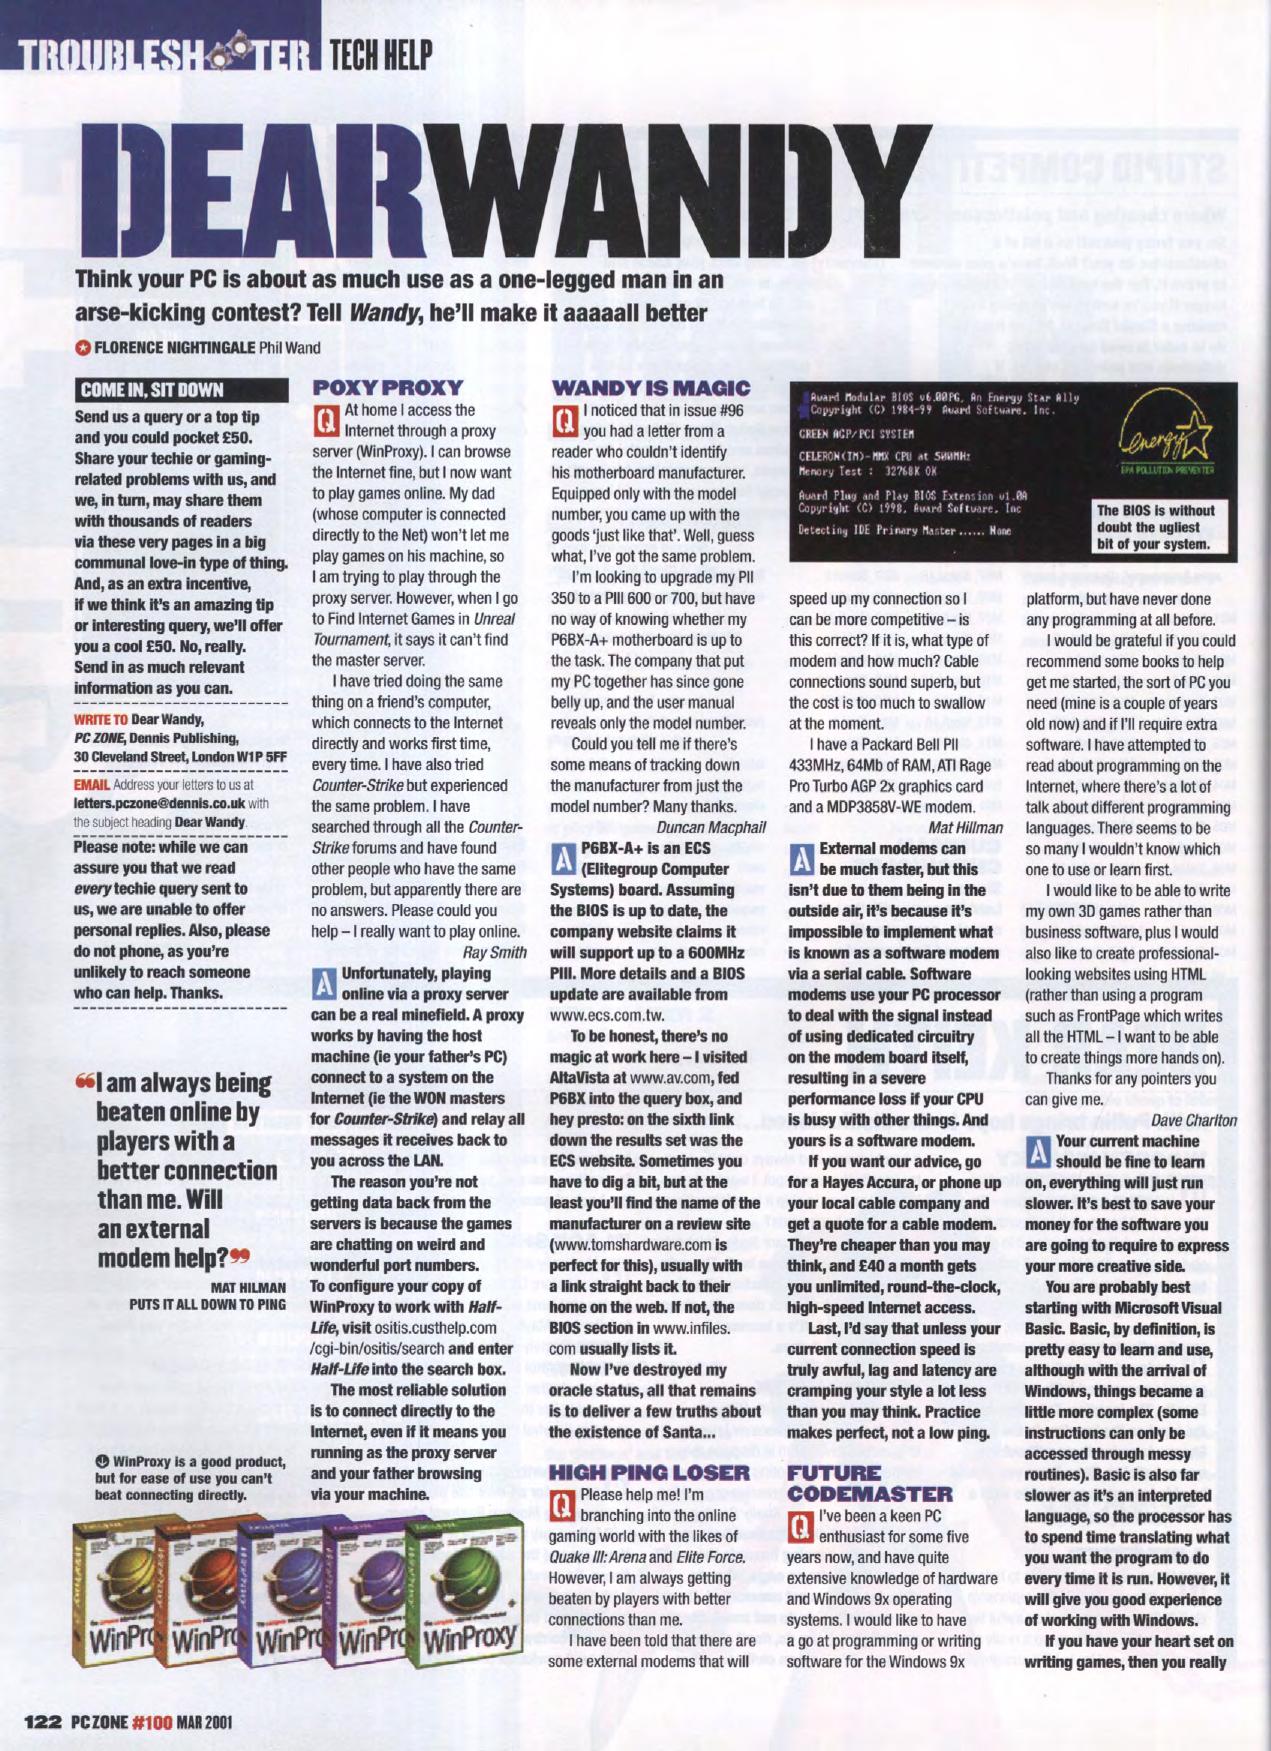 TROUBLESHOOTER TECH HELP
DEARWANDY
Think your PC is about as much use as a one-legged man in an
arse-kicking contest? Tell Wandy, he'll make it aaaaall better
FLORENCE NIGHTINGALE Phil Wand
COME IN, SIT DOWN
Send us a query or a top tip
and you could pocket £50.
Share your techie or gaming-
related problems with us, and
we, in turn, may share them
with thousands of readers
via these very pages in a big
communal love-in type of thing.
And, as an extra incentive,
if we think it's an amazing tip
or interesting query, we'll offer
you a cool £50. No, really.
Send in as much relevant
information as you can.
WRITE TO Dear Wandy,
PC ZONE, Dennis Publishing,
30 Cleveland Street, London W1P 5FF
EMAIL Address your letters to us at
letters.pczone@dennis.co.uk with
the subject heading Dear Wandy.
Please note: while we can
assure you that we read
every techie query sent to
us, we are unable to offer
personal replies. Also, please
do not phone, as you're
unlikely to reach someone
who can help. Thanks.
“I am always being
beaten online by
players with a
better connection
than me. Will
an external
modem help?”
MAT HILMAN
PUTS IT ALL DOWN TO PING
WinProxy is a good product,
but for ease of use you can't
beat connecting directly.
WinPro WinPro WinPr WinPr WinProxy
POXY PROXY
Q At home I access the
Internet through a proxy
server (WinProxy). I can browse
the Internet fine, but I now want
to play games online. My dad
(whose computer is connected
directly to the Net) won't let me
play games on his machine, so
I am trying to play through the
proxy server. However, when I go
to Find Internet Games in Unreal
Tournament, it says it can't find
the master server.
I have tried doing the same
thing on a friend's computer,
which connects to the Internet
directly and works first time,
every time. I have also tried
Counter-Strike but experienced
the same problem. I have
searched through all the Counter-
Strike forums and have found
other people who have the same
problem, but apparently there are
no answers. Please could you
help – I really want to play online.
Ray Smith
A Unfortunately, playing
online via a proxy server
can be a real minefield. A proxy
works by having the host
machine (ie your father's PC)
connect to a system on the
Internet (ie the WON masters
for Counter-Strike) and relay all
messages it receives back to
you across the LAN.
The reason you're not
getting data back from the
servers is because the games
are chatting on weird and
wonderful port numbers.
To configure your copy of
WinProxy to work with Half-
Life, visit ositis.custhelp.com
/cgi-bin/ositis/search and enter
Half-Life into the search box.
The most reliable solution
is to connect directly to the
Internet, even if it means you
running as the proxy server
and your father browsing
via your machine.
WANDY IS MAGIC
Q I noticed that in issue #96
you had a letter from a
reader who couldn't identify
his motherboard manufacturer.
Equipped only with the model
number, you came up with the
goods 'just like that'. Well, guess
what, I've got the same problem.
I'm looking to upgrade my PII
350 to a PIII 600 or 700, but have
no way of knowing whether my
P6BX-A+ motherboard is up to
the task. The company that put
my PC together has since gone
belly up, and the user manual
reveals only the model number.
Could you tell me if there's
some means of tracking down
the manufacturer from just the
model number? Many thanks.
Duncan Macphail
A P6BX-A+ is an ECS
(Elitegroup Computer
Systems) board. Assuming
the BIOS is up to date, the
company website claims it
will support up to a 600MHz
PIII. More details and a BIOS
update are available from
www.ecs.com.tw.
To be honest, there's no
magic at work here – I visited
AltaVista at www.av.com, fed
P6BX into the query box, and
hey presto: on the sixth link
down the results set was the
ECS website. Sometimes you
have to dig a bit, but at the
least you'll find the name of the
manufacturer on a review site
(www.tomshardware.com is
perfect for this), usually with
a link straight back to their
home on the web. If not, the
BIOS section in www.infiles.
com usually lists it.
Now I've destroyed my
oracle status, all that remains
is to deliver a few truths about
the existence of Santa...
HIGH PING LOSER
Q Please help me! I'm
branching into the online
gaming world with the likes of
Quake III: Arena and Elite Force.
However, I am always getting
beaten by players with better
connections than me.
I have been told that there are
some external modems that will
Award Modular BIOS v6.00PG, An Energy Star Ally
Copyright (C) 1984-99 Award Software, Inc.
GREEN AGP/PCI SYSTEM
CELERON(TM)-MMX CPU at 500MHz
Memory Test : 32768K OK
Award Plug and Play BIOS Extension v1.0A
Copyright (C) 1998, Award Software, Inc
Detecting IDE Primary Master ...... None
energy
EPA POLLUTION PREVENTER
The BIOS is without
doubt the ugliest
bit of your system.
speed up my connection so I
can be more competitive – is
this correct? If it is, what type of
modem and how much? Cable
connections sound superb, but
the cost is too much to swallow
at the moment.
I have a Packard Bell PII
433MHz, 64Mb of RAM, ATI Rage
Pro Turbo AGP 2x graphics card
and a MDP3858V-WE modem.
Mat Hillman
A External modems can
be much faster, but this
isn't due to them being in the
outside air, it's because it's
impossible to implement what
is known as a software modem
via a serial cable. Software
modems use your PC processor
to deal with the signal instead
of using dedicated circuitry
on the modem board itself,
resulting in a severe
performance loss if your CPU
is busy with other things. And
yours is a software modem.
If you want our advice, go
for a Hayes Accura, or phone up
your local cable company and
get a quote for a cable modem.
They're cheaper than you may
think, and £40 a month gets
you unlimited, round-the-clock,
high-speed Internet access.
Last, I'd say that unless your
current connection speed is
truly awful, lag and latency are
cramping your style a lot less
than you may think. Practice
makes perfect, not a low ping.
FUTURE
CODEMASTER
Q I've been a keen PC
enthusiast for some five
years now, and have quite
extensive knowledge of hardware
and Windows 9x operating
systems. I would like to have
a go at programming or writing
software for the Windows 9x
platform, but have never done
any programming at all before.
I would be grateful if you could
recommend some books to help
get me started, the sort of PC you
need (mine is a couple of years
old now) and if I'll require extra
software. I have attempted to
read about programming on the
Internet, where there's a lot of
talk about different programming
languages. There seems to be
so many I wouldn't know which
one to use or learn first.
I would like to be able to write
my own 3D games rather than
business software, plus I would
also like to create professional-
looking websites using HTML
(rather than using a program
such as FrontPage which writes
all the HTML – I want to be able
to create things more hands on).
Thanks for any pointers you
can give me.
Dave Charlton
A Your current machine
should be fine to learn
on, everything will just run
slower. It's best to save your
money for the software you
are going to require to express
your more creative side.
You are probably best
starting with Microsoft Visual
Basic. Basic, by definition, is
pretty easy to learn and use,
although with the arrival of
Windows, things became a
little more complex (some
instructions can only be
accessed through messy
routines). Basic is also far
slower as it's an interpreted
language, so the processor has
to spend time translating what
you want the program to do
every time it is run. However, it
will give you good experience
of working with Windows.
If you have your heart set on
writing games, then you really
122 PC ZONE #100 MAR 2001